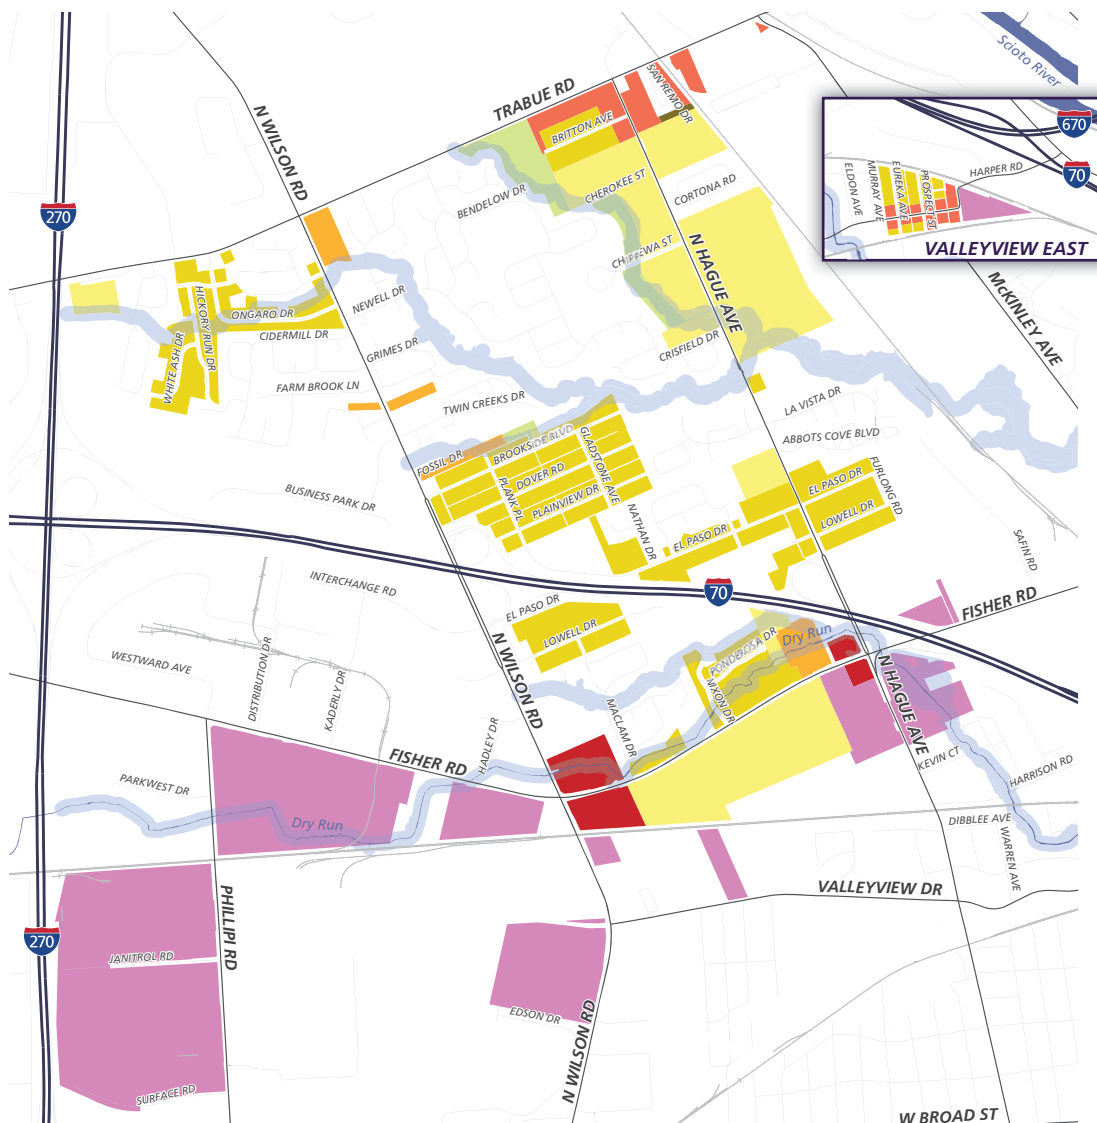 Scioto River
TRABUE RD
SAN REMO DR
N WILSON RD
BRITTON AVE
670
70
HARPER RD
ELDON AVE
MURRAY AVE
EUREKA AVE
PROSPECT ST
VALLEYVIEW EAST
270
BENDELOW DR
CHEROKEE ST
CORTONA RD
CHIPPEWA ST
N HAGUE AVE
McKINLEY AVE
HICKORY RUN DR
ONGARO DR
NEWELL DR
CIDERMILL DR
WHITE ASH DR
GRIMES DR
CRISFIELD DR
FARM BROOK LN
TWIN CREEKS DR
LA VISTA DR
ABBOTS COVE BLVD
FOSSIL DR
BROOKSIDE BLVD
GLADSTONE AVE
DOVER RD
PLANK PL
PLAINVIEW DR
BUSINESS PARK DR
EL PASO DR
FURLONG RD
LOWELL DR
NATHAN DR
EL PASO DR
SAFIN RD
INTERCHANGE RD
70
FISHER RD
EL PASO DR
LOWELL DR
PONDEROSA DR
Dry Run
WESTWARD AVE
DISTRIBUTION DR
KADERLY DR
N WILSON RD
NIXON DR
N HAGUE AVE
MACLAM DR
HADLEY DR
FISHER RD
KEVIN CT
HARRISON RD
PARKWEST DR
Dry Run
DIBBLEE AVE
WARREN AVE
VALLEYVIEW DR
PHILLIPI RD
270
JANITROL RD
EDSON DR
N WILSON RD
SURFACE RD
W BROAD ST